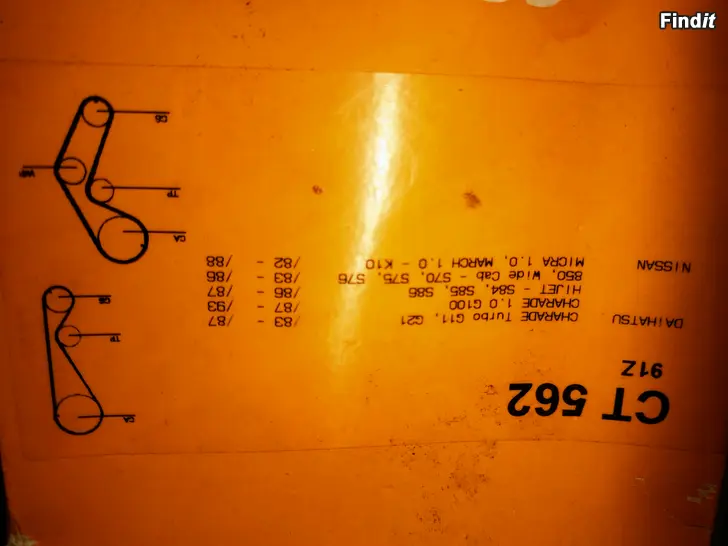 Findit
CT 562
91Z
DAIHATSU CHARADE Turbo G11, G21 /83 - /87
CHARADE 1.0 G100 /87 - /93
HIJET - S84, S85, S86 /86 - /87
850, Wide Cab - S70, S75, S76 /83 - /86
NISSAN MICRA 1.0, MARCH 1.0 - K10 /82 - /88
CA
TP
CS
CA
TP
WP
CS